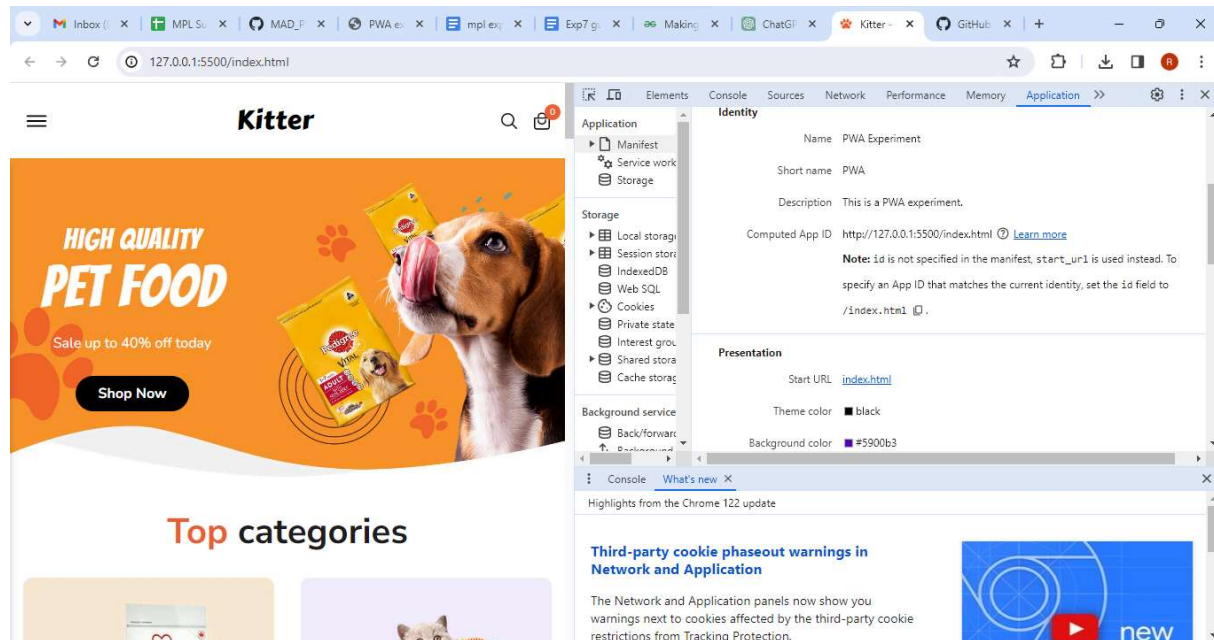 Inbox (
MPL Su
MAD_P
PWA ex
mpl exp
Exp7 gu
Making
ChatGP
Kitter -
GitHub
127.0.0.1:5500/index.html
R
Kitter
0
HIGH QUALITY
PET FOOD
Sale up to 40% off today
Shop Now
Pedigree
VITAL
ADULT
Top categories
Elements Console Sources Network Performance Memory Application
Application
Manifest
Service work
Storage
Storage
Local storage
Session stora
IndexedDB
Web SQL
Cookies
Private state
Interest grou
Shared stora
Cache storag
Background service
Back/forward
Background
Identity
Name PWA Experiment
Short name PWA
Description This is a PWA experiment.
Computed App ID http://127.0.0.1:5500/index.html Learn more
Note: id is not specified in the manifest, start_url is used instead. To
specify an App ID that matches the current identity, set the id field to
/index.html .
Presentation
Start URL index.html
Theme color black
Background color #5900b3
Console What's new
Highlights from the Chrome 122 update
Third-party cookie phaseout warnings in
Network and Application
The Network and Application panels now show you
warnings next to cookies affected by the third-party cookie
restrictions from Tracking Protection.
new